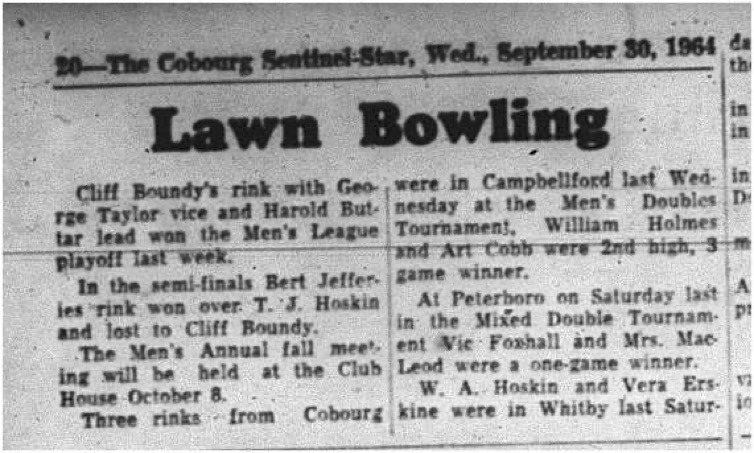 20—The Cobourg Sentinel-Star, Wed., September 30, 1964
Lawn Bowling
Cliff Boundy's rink with Geo-
rge Taylor vice and Harold But-
tar lead won the Men's League
playoff last week.
In the semi-finals Bert Jeffer-
ies rink won over T. J. Hoskin
and lost to Cliff Boundy.
The Men's Annual fall meet-
ing will be held at the Club
House October 8.
Three rinks from Cobourg
were in Campbellford last Wed-
nesday at the Men's Doubles
Tournament. William Holmes
and Art Cobb were 2nd high, 3
game winner.
At Peterboro on Saturday last
in the Mixed Double Tournam-
ent Vic Foxhall and Mrs. Mac-
Leod were a one-game winner.
W. A. Hoskin and Vera Ers-
kine were in Whitby last Satur-
in
in
in